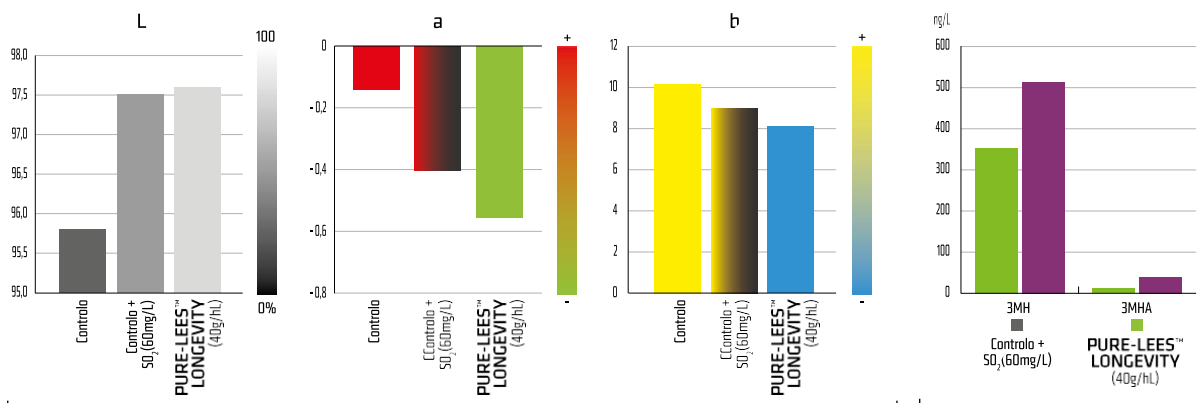 L
100
98,0
97,5
97,0
96,5
96,0
95,5
95,0
0%
Controlo
Controlo +
SO₂(60mg/L)
PURE-LEES™
LONGEVITY
(40g/hL)
a
0
-0,2
-0,4
-0,6
-0,8
+
-
Controlo
CControlo +
SO₂(60mg/L)
PURE-LEES™
LONGEVITY
(40g/hL)
b
12
10
8
6
4
2
0
+
-
Controlo
CControlo +
SO₂(60mg/L)
PURE-LEES™
LONGEVITY
(40g/hL)
ng/L
600
500
400
300
200
100
0
3MH
3MHA
Controlo +
SO₂(60mg/L)
PURE-LEES™
LONGEVITY
(40g/hL)